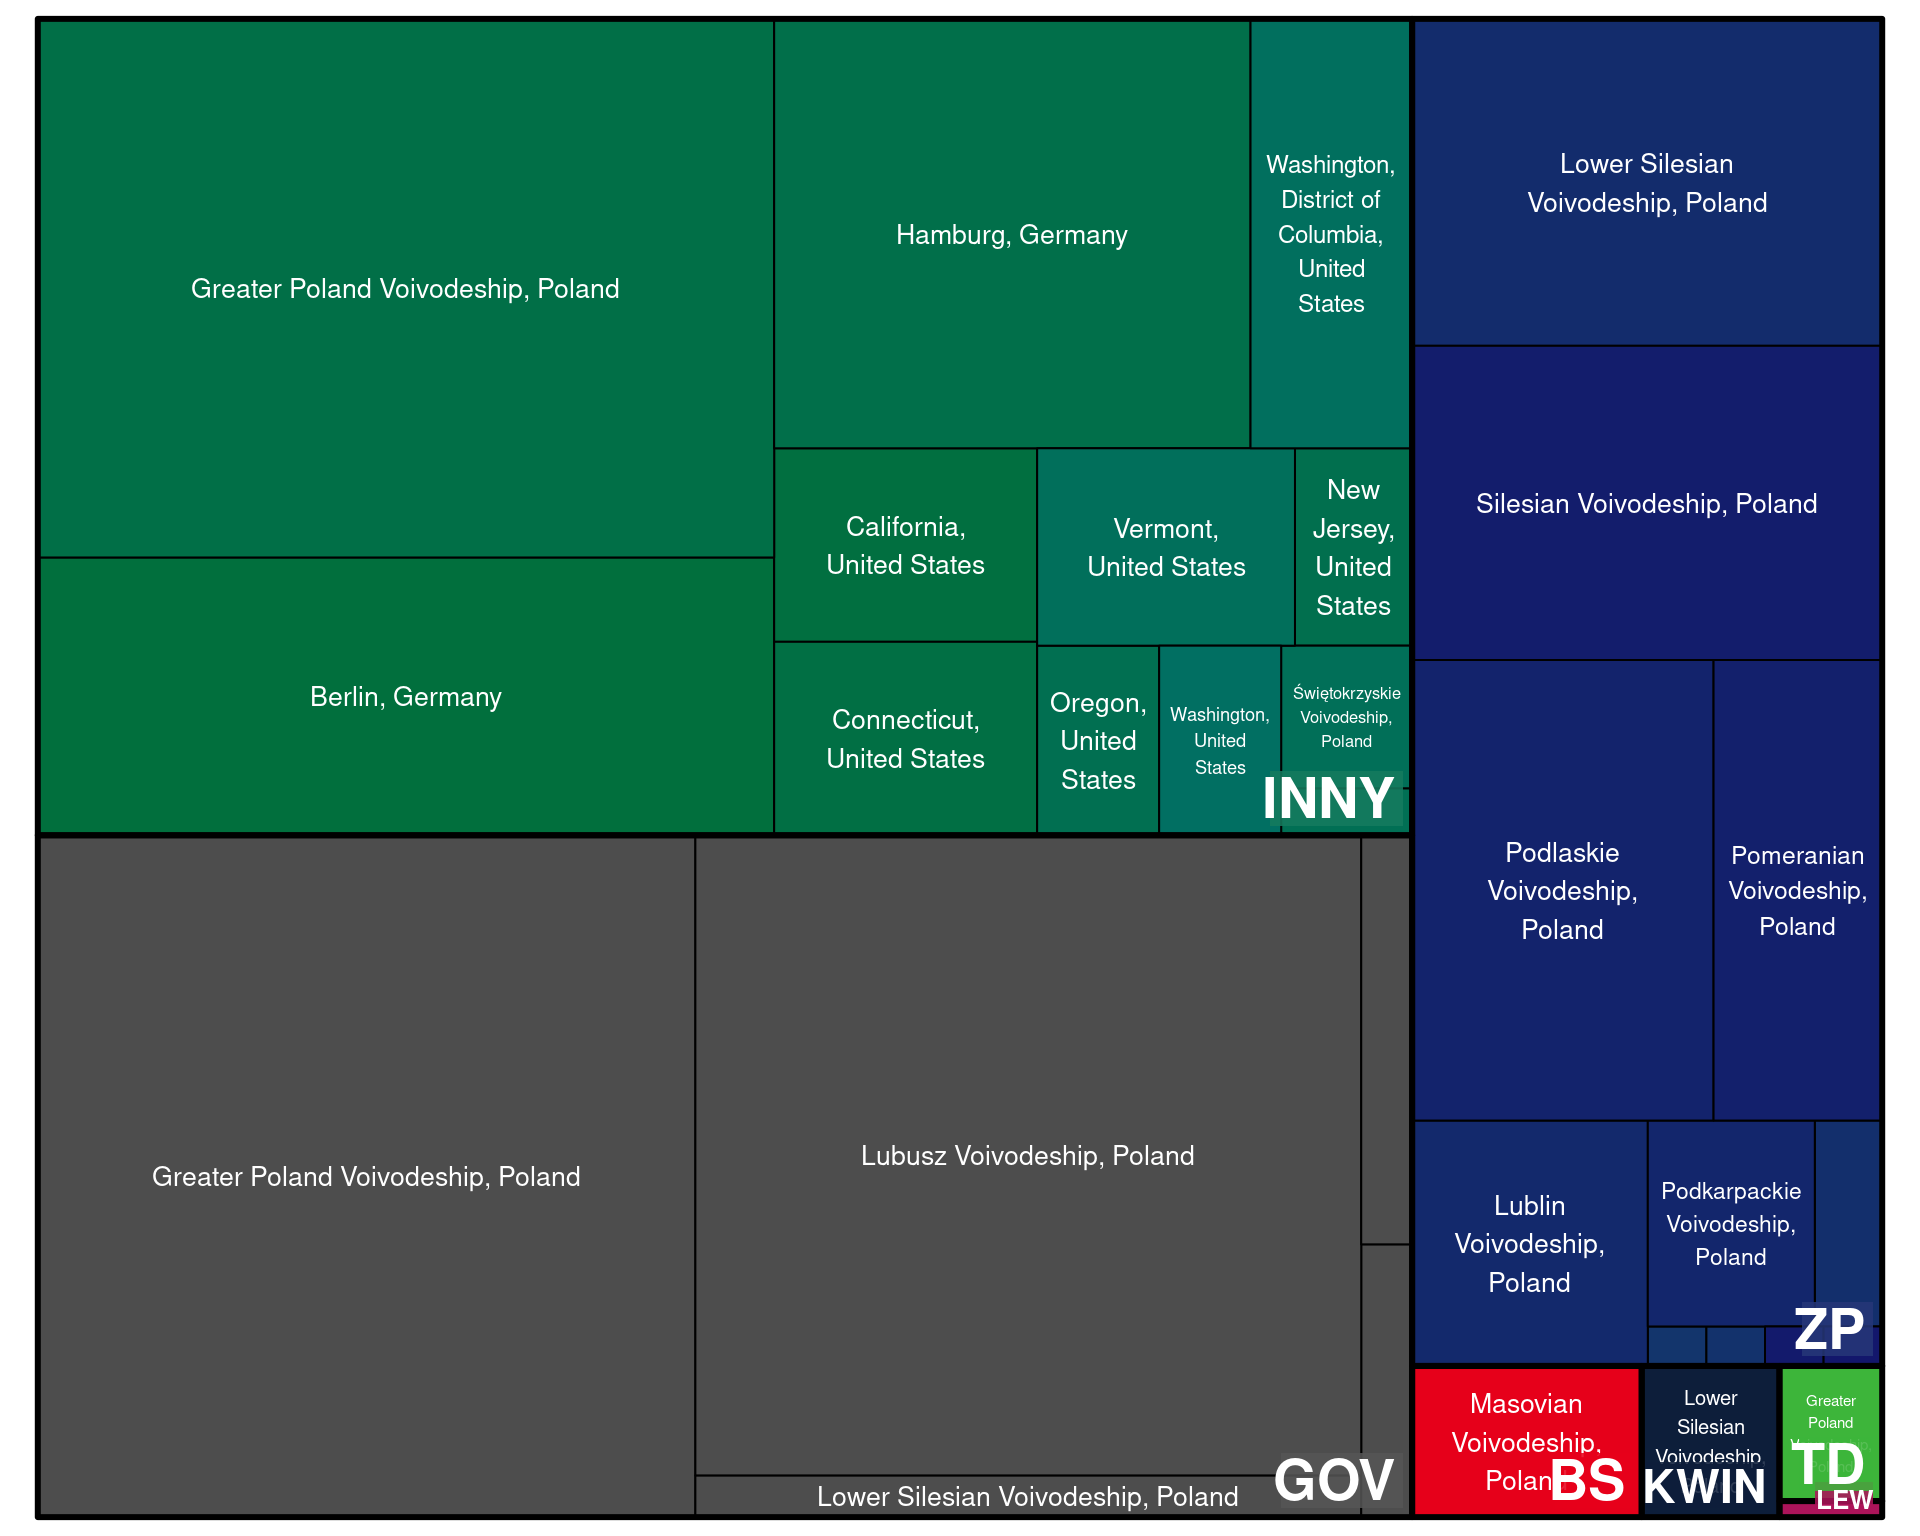 Greater Poland Voivodeship, Poland
Berlin, Germany
Hamburg, Germany
Washington,
District of
Columbia,
United
States
California,
United States
Vermont,
United States
New
Jersey,
United
States
Connecticut,
United States
Oregon,
United
States
Washington,
United
States
Świętokrzyskie
Voivodeship,
Poland
INNY
Greater Poland Voivodeship, Poland
Lubusz Voivodeship, Poland
Lower Silesian Voivodeship, Poland
GOV
Lower Silesian
Voivodeship, Poland
Silesian Voivodeship, Poland
Podlaskie
Voivodeship,
Poland
Pomeranian
Voivodeship,
Poland
Lublin
Voivodeship,
Poland
Podkarpackie
Voivodeship,
Poland
ZP
Masovian
Voivodeship,
Poland
BS
Lower
Silesian
Voivodeship,
KWIN
Greater
Poland
TD
LEW